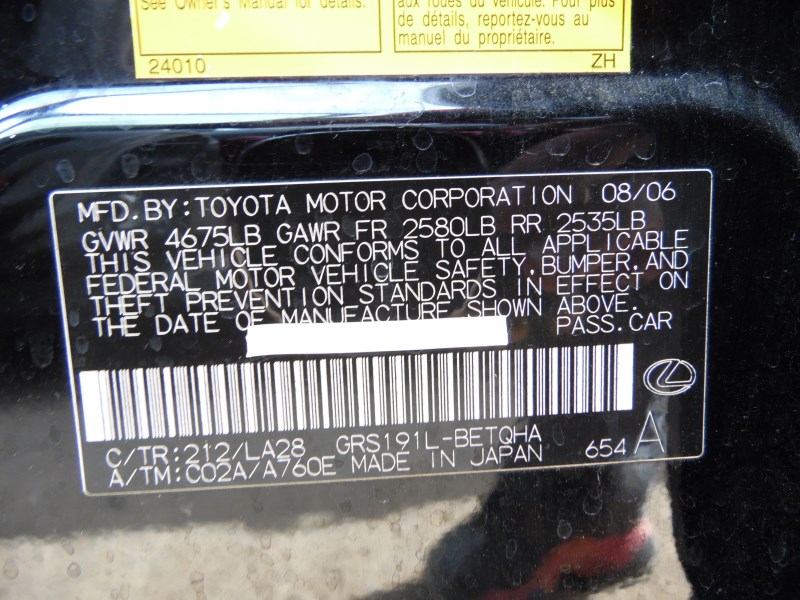 See Owner's Manual for details.
aux roues du véhicule. Pour plus
de détails, reportez-vous au
manuel du propriétaire.
24010 ZH
MFD. BY: TOYOTA MOTOR CORPORATION 08/06
GVWR 4675LB GAWR FR 2580LB RR 2535LB
THIS VEHICLE CONFORMS TO ALL APPLICABLE
FEDERAL MOTOR VEHICLE SAFETY, BUMPER, AND
THEFT PREVENTION STANDARDS IN EFFECT ON
THE DATE OF MANUFACTURE SHOWN ABOVE.
PASS. CAR
C/TR: 212/LA28 GRS191L-BETQHA
A/TM: C02A/A760E MADE IN JAPAN 654 A